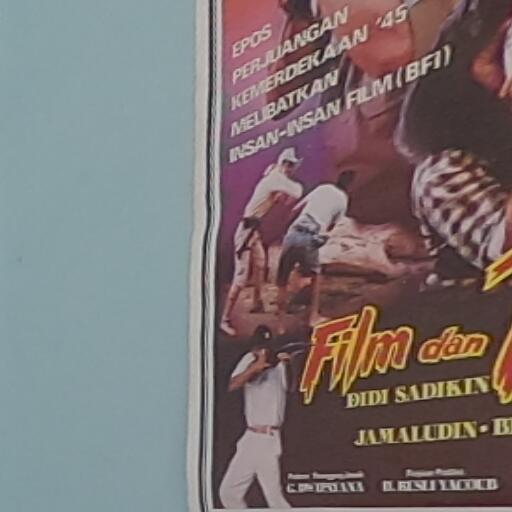 EPOS
PERJUANGAN
KEMERDEKAAN '45
MELIBATKAN
INSAN-INSAN FILM (BFI)
Film dan
DIDI SADIKIN
JAMALUDIN •